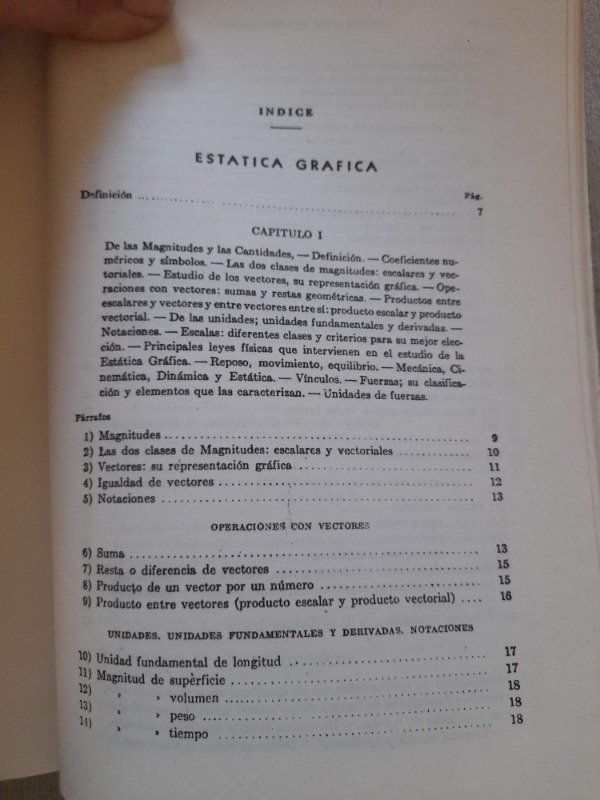 INDICE
ESTATICA GRAFICA
Pág.
Definición ........................................ 7
CAPITULO I
De las Magnitudes y las Cantidades, — Definición. — Coeficientes nu-
méricos y símbolos. — Las dos clases de magnitudes: escalares y vec-
toriales. — Estudio de los vectores, su representación gráfica. — Ope-
raciones con vectores: sumas y restas geométricas. — Productos entre
escalares y vectores y entre vectores entre sí: producto escalar y producto
vectorial. — De las unidades; unidades fundamentales y derivadas. —
Notaciones. — Escalas: diferentes clases y criterios para su mejor elec-
ción. — Principales leyes físicas que intervienen en el estudio de la
Estática Gráfica. — Reposo, movimiento, equilibrio. — Mecánica, Ci-
nemática, Dinámica y Estática. — Vínculos. — Fuerzas; su clasifica-
ción y elementos que las caracterizan. — Unidades de fuerzas.
Párrafos
1) Magnitudes ........................................ 9
2) Las dos clases de Magnitudes: escalares y vectoriales ............ 10
3) Vectores: su representación gráfica ........................ 11
4) Igualdad de vectores ................................ 12
5) Notaciones ........................................ 13
OPERACIONES CON VECTORES
6) Suma ............................................ 13
7) Resta o diferencia de vectores ........................ 15
8) Producto de un vector por un número .................... 15
9) Producto entre vectores (producto escalar y producto vectorial) .... 16
UNIDADES. UNIDADES FUNDAMENTALES Y DERIVADAS. NOTACIONES
10) Unidad fundamental de longitud ........................ 17
11) Magnitud de superficie ................................ 17
12) » » volumen ................................ 18
13) » » peso .................................... 18
14) » » tiempo .................................. 18